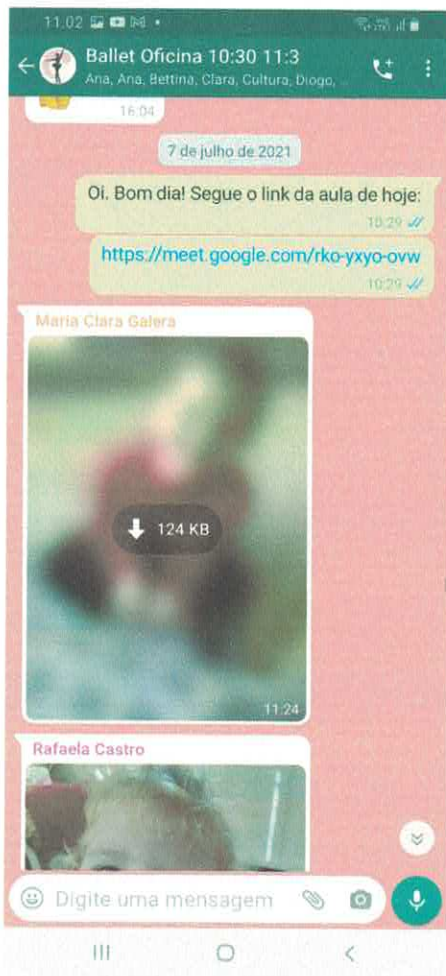 11.02
Ballet Oficina 10:30 11:3
Ana, Ana, Bettina, Clara, Cultura, Diogo, ...
16:04
7 de julho de 2021
Oi. Bom dia! Segue o link da aula de hoje:
10:29
https://meet.google.com/rko-yxyo-ovw
10:29
Maria Clara Galera
124 KB
11:24
Rafaela Castro
Digite uma mensagem